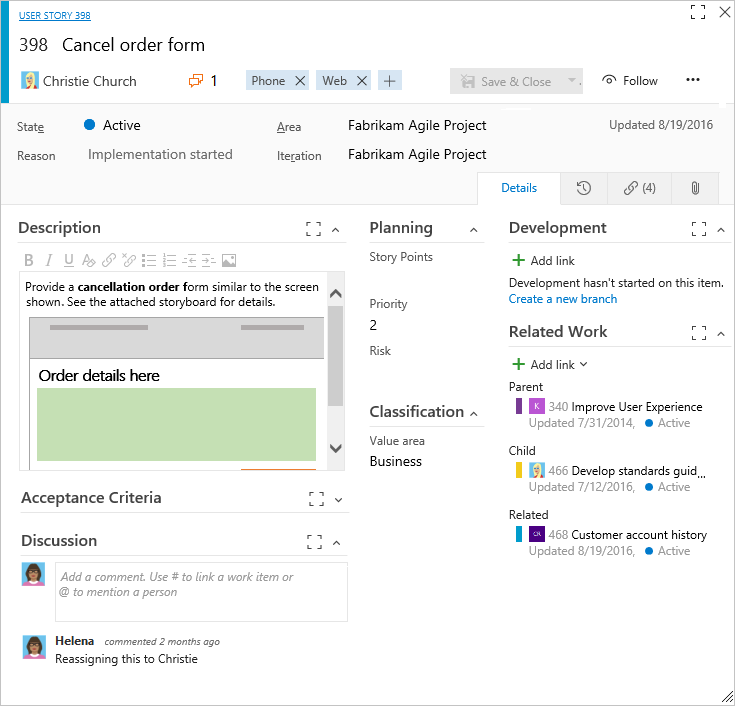 USER STORY 398
398 Cancel order form
Christie Church 1 Phone Web Save & Close Follow
State Active Area Fabrikam Agile Project Updated 8/19/2016
Reason Implementation started Iteration Fabrikam Agile Project
Details (4)
Description
B I U
Provide a cancellation order form similar to the screen
shown. See the attached storyboard for details.
Order details here
Acceptance Criteria
Discussion
Add a comment. Use # to link a work item or
@ to mention a person
Helena commented 2 months ago
Reassigning this to Christie
Planning
Story Points
Priority
2
Risk
Classification
Value area
Business
Development
Add link
Development hasn't started on this item.
Create a new branch
Related Work
Add link
Parent
K 340 Improve User Experience
Updated 7/31/2014, Active
Child
466 Develop standards guid...
Updated 7/12/2016, Active
Related
CR 468 Customer account history
Updated 8/19/2016, Active